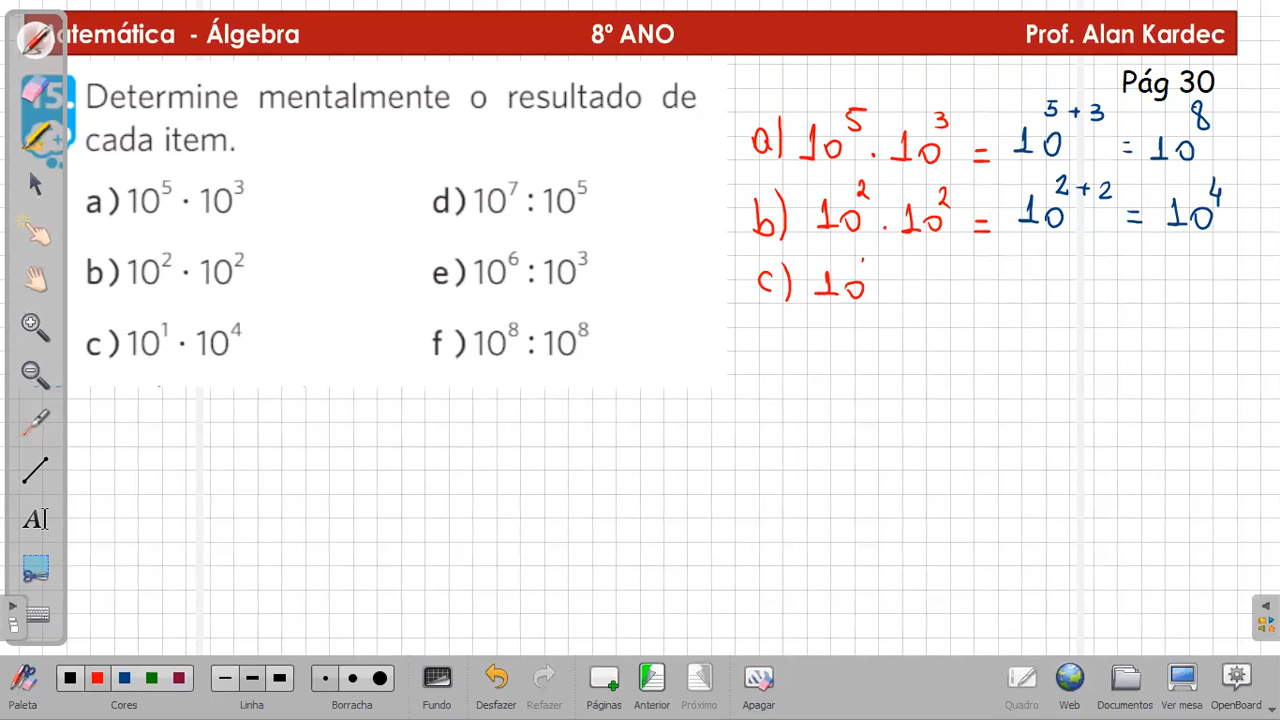 atemática - Álgebra 8º ANO Prof. Alan Kardec
Pág 30
5. Determine mentalmente o resultado de
cada item.
a) 10⁵ · 10³ d) 10⁷ : 10⁵
b) 10² · 10² e) 10⁶ : 10³
c) 10¹ · 10⁴ f) 10⁸ : 10⁸
a) 10⁵ . 10³ = 10⁵⁺³ = 10⁸
b) 10² . 10² = 10²⁺² = 10⁴
c) 10
Paleta Cores Linha Borracha Fundo Desfazer Refazer Páginas Anterior Próximo Apagar Quadro Web Documentos Ver mesa OpenBoard